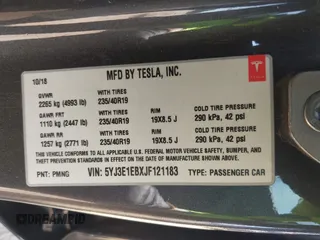 MFD BY TESLA, INC.
10/18
GVWR
2265 kg (4993 lb)
WITH TIRES
235/40R19
GAWR FRT
1110 kg (2447 lb)
WITH TIRES
235/40R19
RIM
19X8.5 J
COLD TIRE PRESSURE
290 kPa, 42 psi
GAWR RR
1257 kg (2771 lb)
WITH TIRES
235/40R19
RIM
19X8.5 J
COLD TIRE PRESSURE
290 kPa, 42 psi
THIS VEHICLE CONFORMS TO ALL APPLICABLE FEDERAL MOTOR VEHICLE SAFETY, BUMPER AND THEFT
PREVENTION STANDARDS IN EFFECT ON THE DATE OF MANUFACTURE SHOWN ABOVE.
PAINT: PMNG
VIN: 5YJ3E1EBXJF121183
TYPE: PASSENGER CAR
TESLA
© DREAMBID.COM